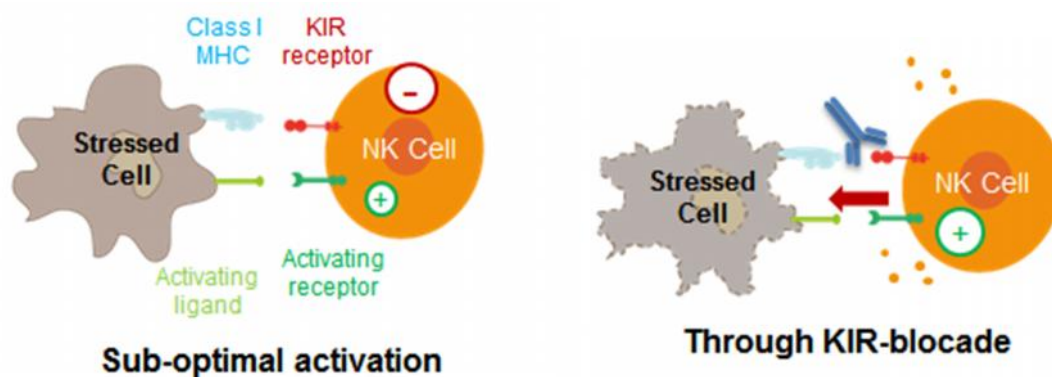 Class I
MHC
KIR
receptor
Stressed
Cell
-
NK Cell
+
Activating
ligand
Activating
receptor
Sub-optimal activation
Stressed
Cell
NK Cell
+
Through KIR-blockade